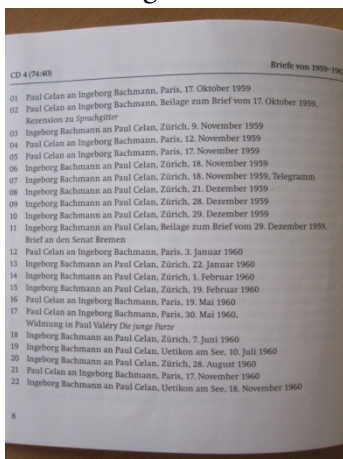 CD 4 (74:40)
Briefe von 1959–196
01 Paul Celan an Ingeborg Bachmann, Paris, 17. Oktober 1959
02 Paul Celan an Ingeborg Bachmann, Beilage zum Brief vom 17. Oktober 1959,
Rezension zu Sprachgitter
03 Ingeborg Bachmann an Paul Celan, Zürich, 9. November 1959
04 Paul Celan an Ingeborg Bachmann, Paris, 12. November 1959
05 Paul Celan an Ingeborg Bachmann, Paris, 17. November 1959
06 Ingeborg Bachmann an Paul Celan, Zürich, 18. November 1959
07 Ingeborg Bachmann an Paul Celan, Zürich, 18. November 1959, Telegramm
08 Ingeborg Bachmann an Paul Celan, Zürich, 21. Dezember 1959
09 Ingeborg Bachmann an Paul Celan, Zürich, 28. Dezember 1959
10 Ingeborg Bachmann an Paul Celan, Zürich, 29. Dezember 1959
11 Ingeborg Bachmann an Paul Celan, Beilage zum Brief vom 29. Dezember 1959,
Brief an den Senat Bremen
12 Paul Celan an Ingeborg Bachmann, Paris, 3. Januar 1960
13 Ingeborg Bachmann an Paul Celan, Zürich, 22. Januar 1960
14 Ingeborg Bachmann an Paul Celan, Zürich, 1. Februar 1960
15 Ingeborg Bachmann an Paul Celan, Zürich, 19. Februar 1960
16 Paul Celan an Ingeborg Bachmann, Paris, 19. Mai 1960
17 Paul Celan an Ingeborg Bachmann, Paris, 30. Mai 1960,
Widmung in Paul Valéry Die junge Parze
18 Ingeborg Bachmann an Paul Celan, Zürich, 7. Juni 1960
19 Ingeborg Bachmann an Paul Celan, Uetikon am See, 10. Juli 1960
20 Ingeborg Bachmann an Paul Celan, Zürich, 28. August 1960
21 Paul Celan an Ingeborg Bachmann, Paris, 17. November 1960
22 Ingeborg Bachmann an Paul Celan, Uetikon am See, 18. November 1960
8